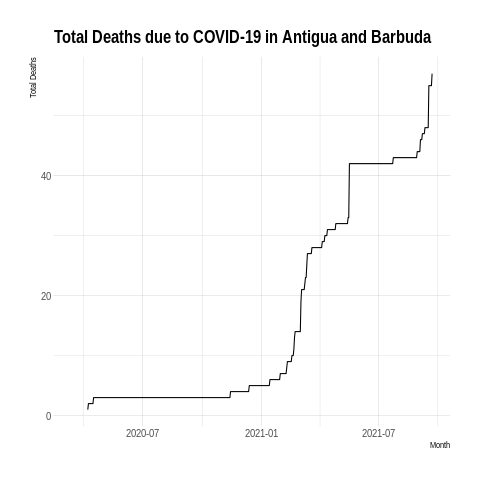 Total Deaths due to COVID-19 in Antigua and Barbuda
Total Deaths
40
20
0
2020-07
2021-01
2021-07
Month